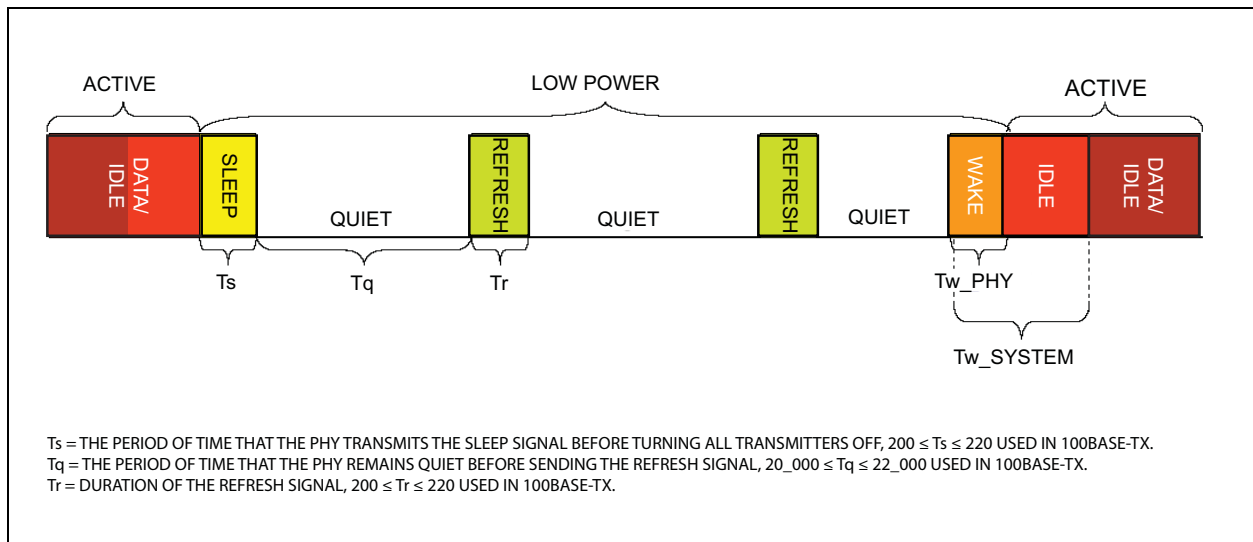 ACTIVE
LOW POWER
ACTIVE
DATA/
IDLE
SLEEP
QUIET
REFRESH
QUIET
REFRESH
QUIET
WAKE
IDLE
DATA/
IDLE
Ts
Tq
Tr
Tw_PHY
Tw_SYSTEM
Ts = THE PERIOD OF TIME THAT THE PHY TRANSMITS THE SLEEP SIGNAL BEFORE TURNING ALL TRANSMITTERS OFF, 200 ≤ Ts ≤ 220 USED IN 100BASE-TX.
Tq = THE PERIOD OF TIME THAT THE PHY REMAINS QUIET BEFORE SENDING THE REFRESH SIGNAL, 20_000 ≤ Tq ≤ 22_000 USED IN 100BASE-TX.
Tr = DURATION OF THE REFRESH SIGNAL, 200 ≤ Tr ≤ 220 USED IN 100BASE-TX.